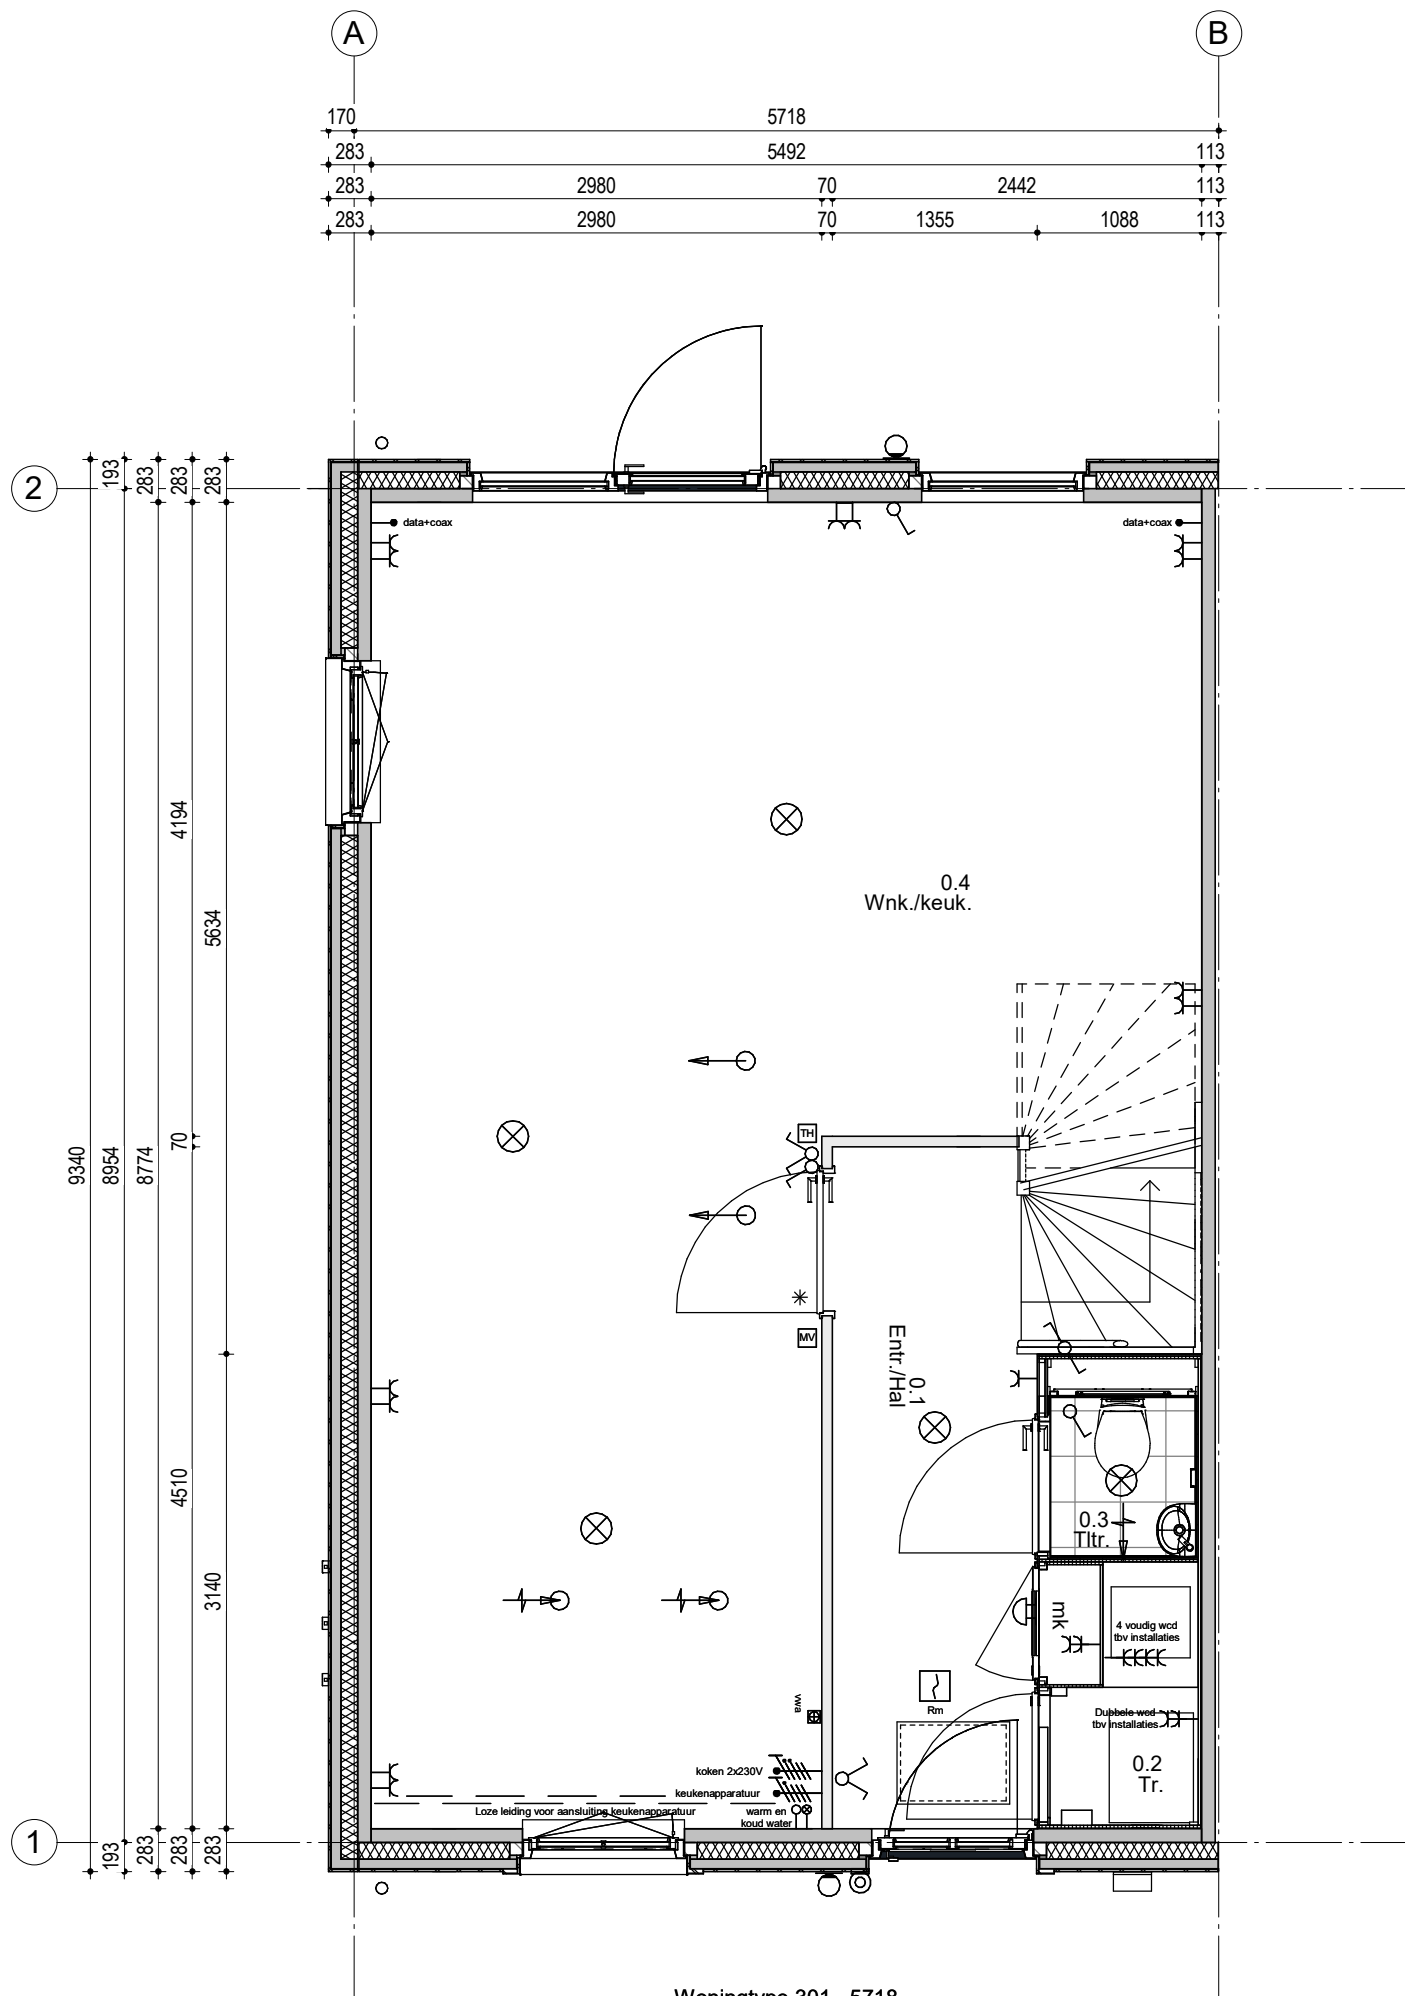 A
B
170
5718
283
5492
113
283
2980
70
2442
113
283
2980
70
1355
1088
113
2
193
283
283
283
data+coax
data+coax
4194
5634
0.4
Wnk./keuk.
70
9340
8954
8774
TH
MV
0.1
Entr./Hal
4510
3140
0.3
Tltr.
mk
4 voudig wcd
tbv installaties
Rm
vwa
Dubbele wcd
tbv installaties
0.2
Tr.
koken 2x230V
keukenapparatuur
Loze leiding voor aansluiting keukenapparatuur
warm en
koud water
1
193
283
283
283
Woningtype 301 - 5718